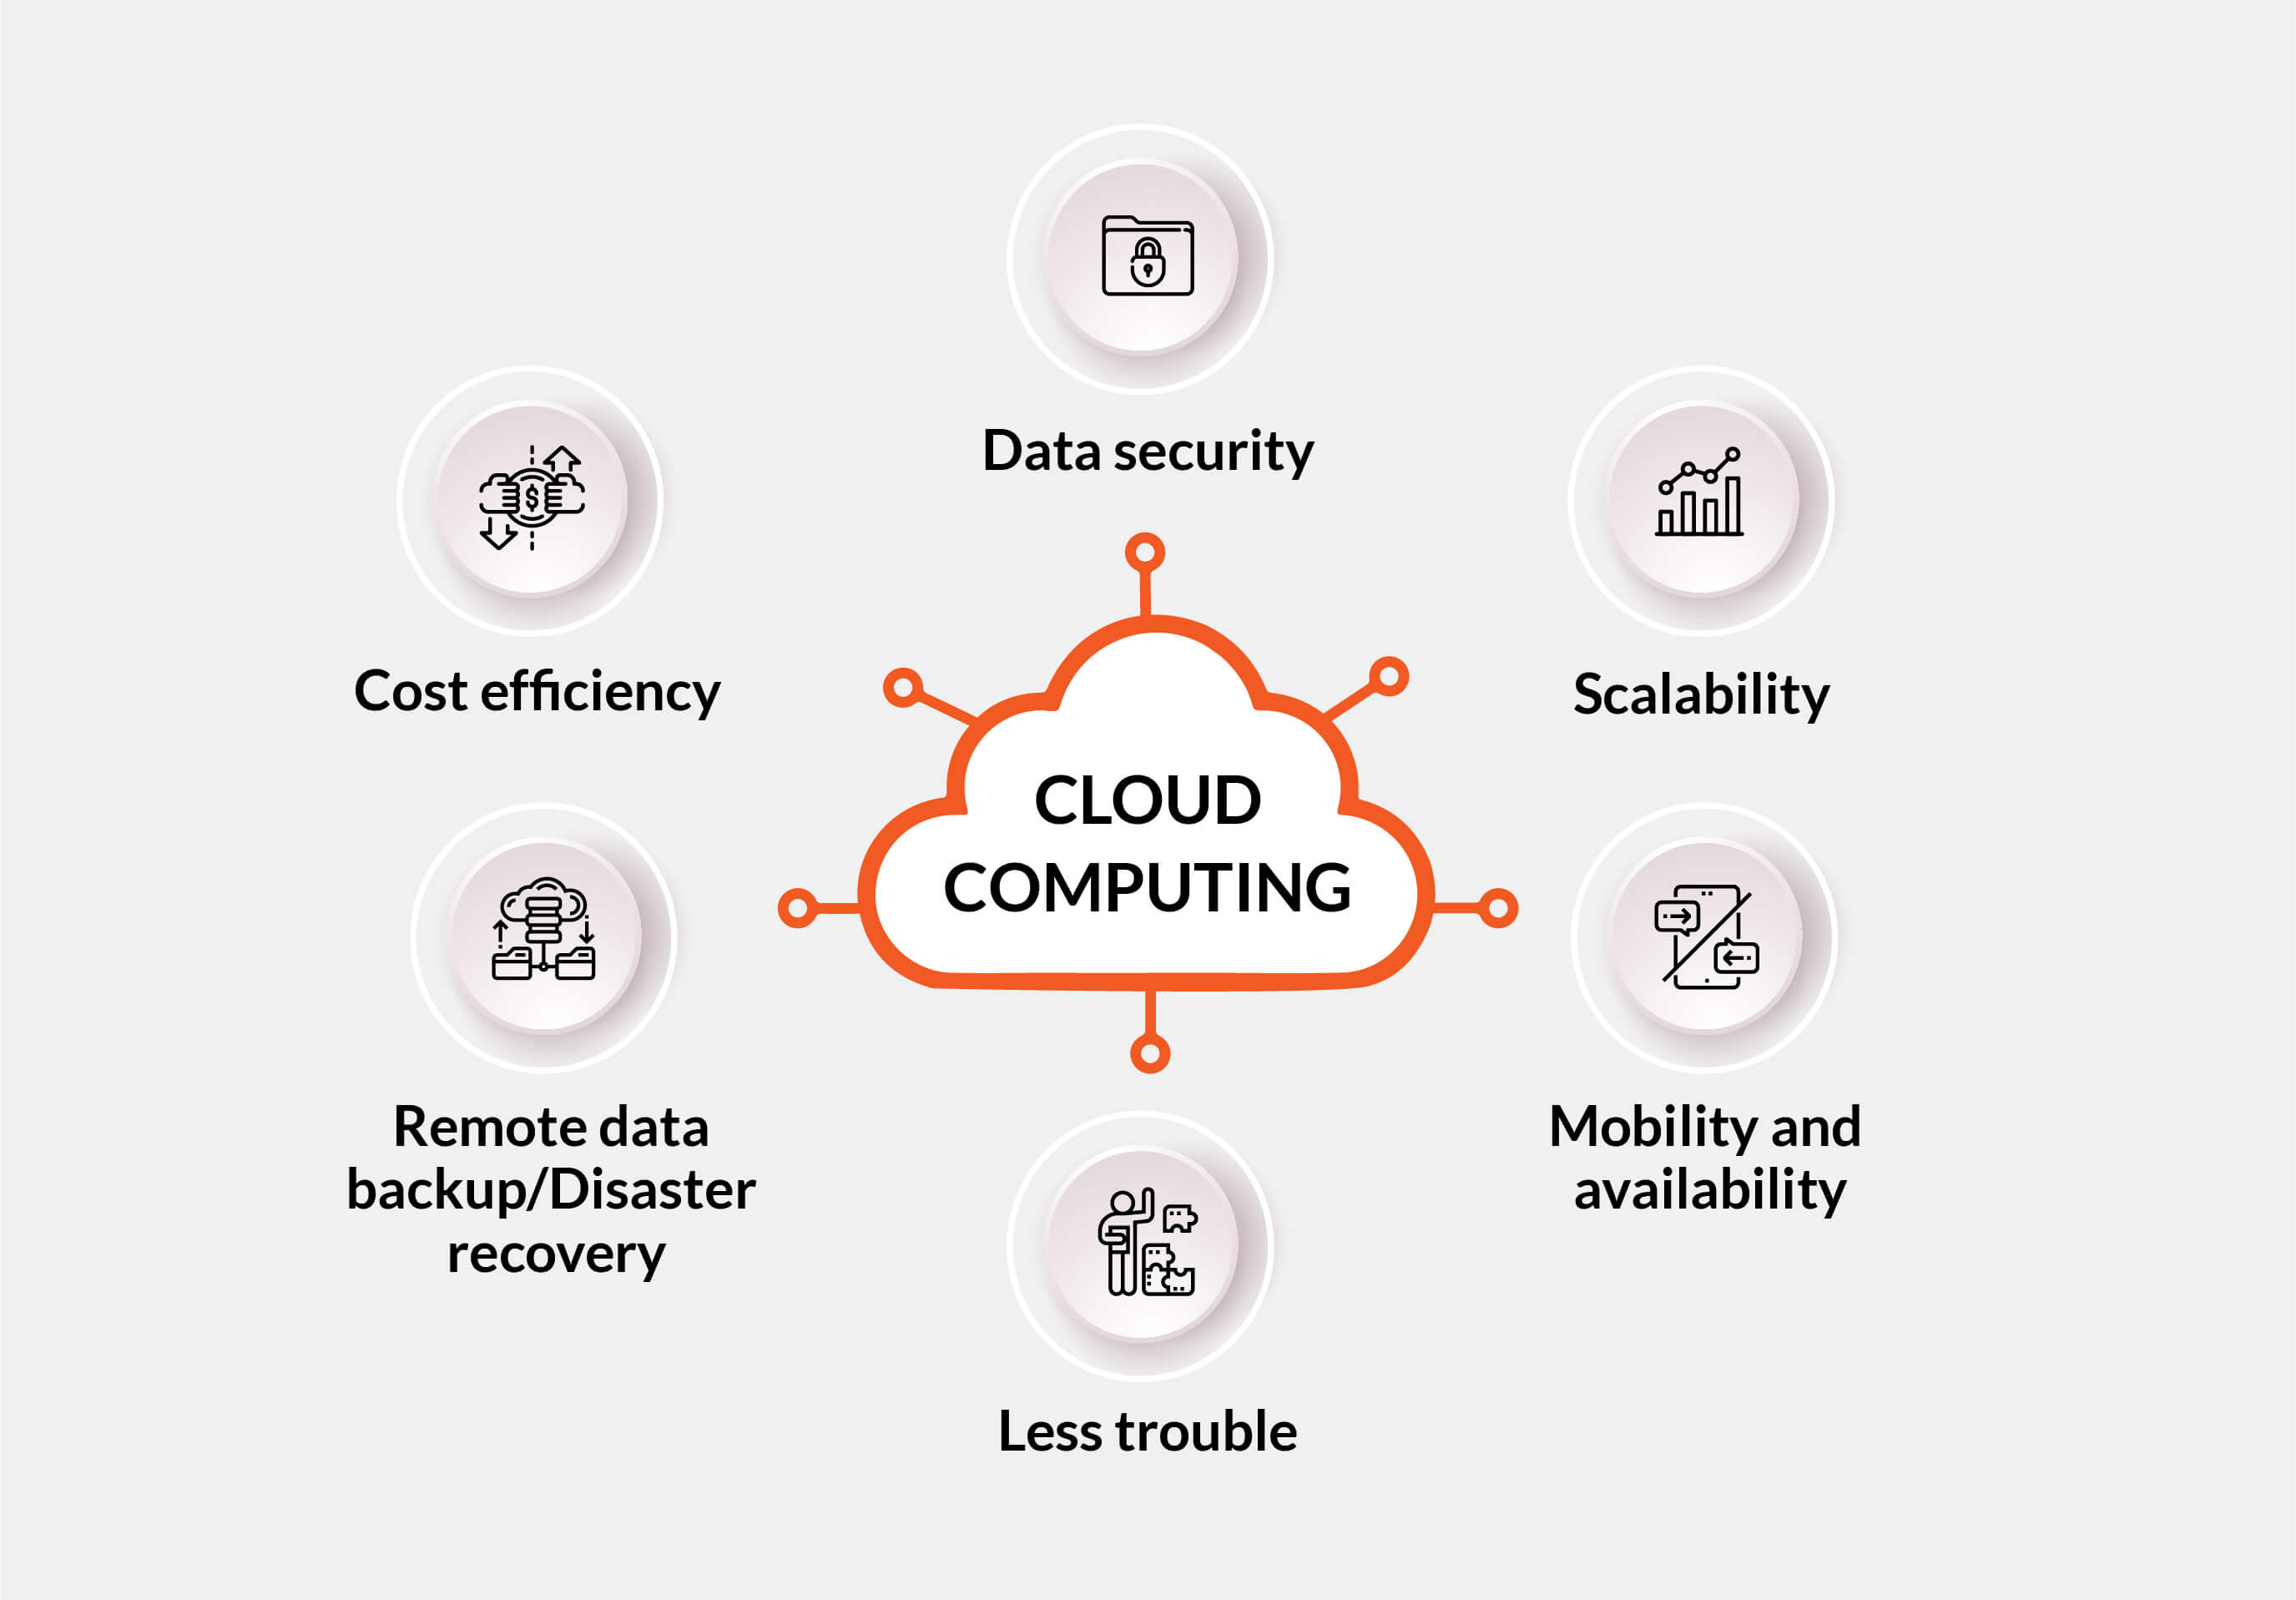 Data security
Cost efficiency
Scalability
CLOUD
COMPUTING
Remote data
backup/Disaster
recovery
Mobility and
availability
Less trouble